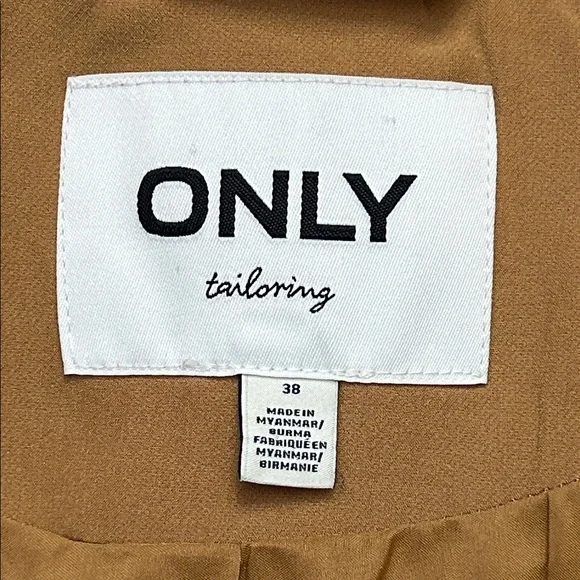 ONLY
tailoring
38
MADE IN
MYANMAR/
BURMA
FABRIQUÉ EN
MYANMAR/
BIRMANIE